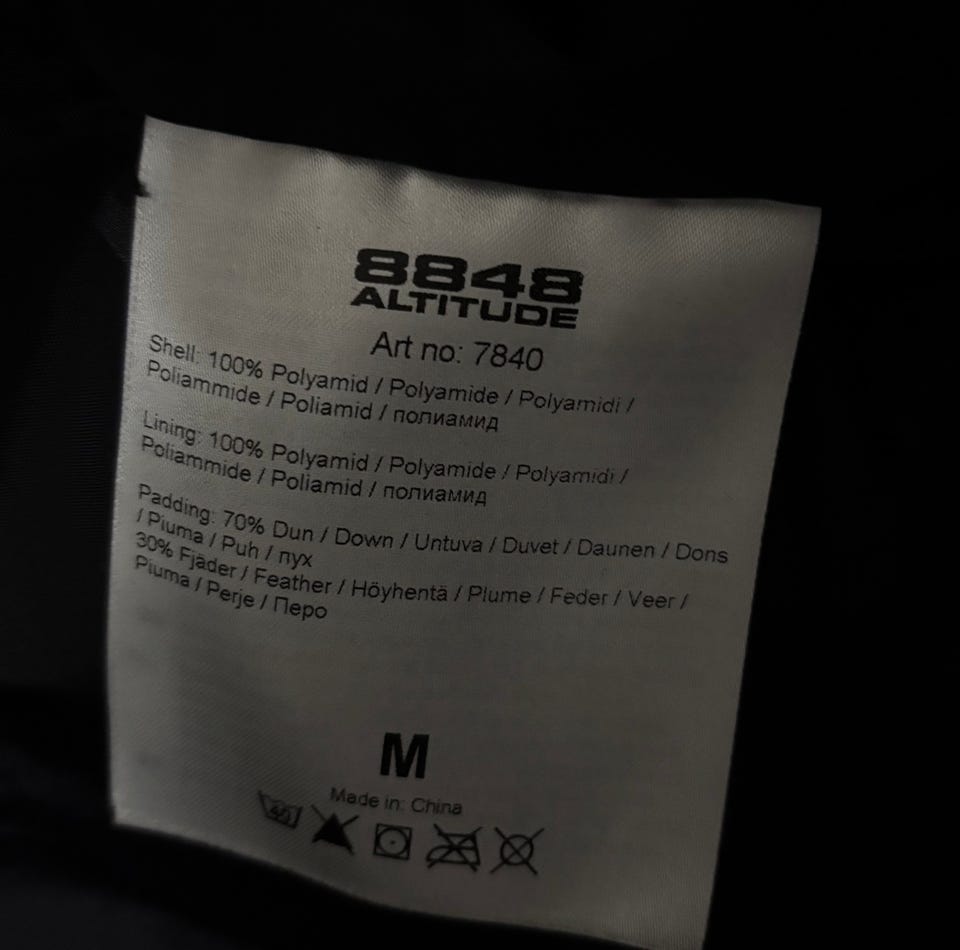 8848
ALTITUDE
Art no: 7840
Shell: 100% Polyamid / Polyamide / Polyamidi /
Poliammide / Poliamid / полиамид
Lining: 100% Polyamid / Polyamide / Polyamidi /
Poliammide / Poliamid / полиамид
Padding: 70% Dun / Down / Untuva / Duvet / Daunen / Dons
/ Piuma / Puh / пух
30% Fjäder / Feather / Höyhentä / Plume / Feder / Veer /
Piuma / Perje / Перо
M
Made in: China
40